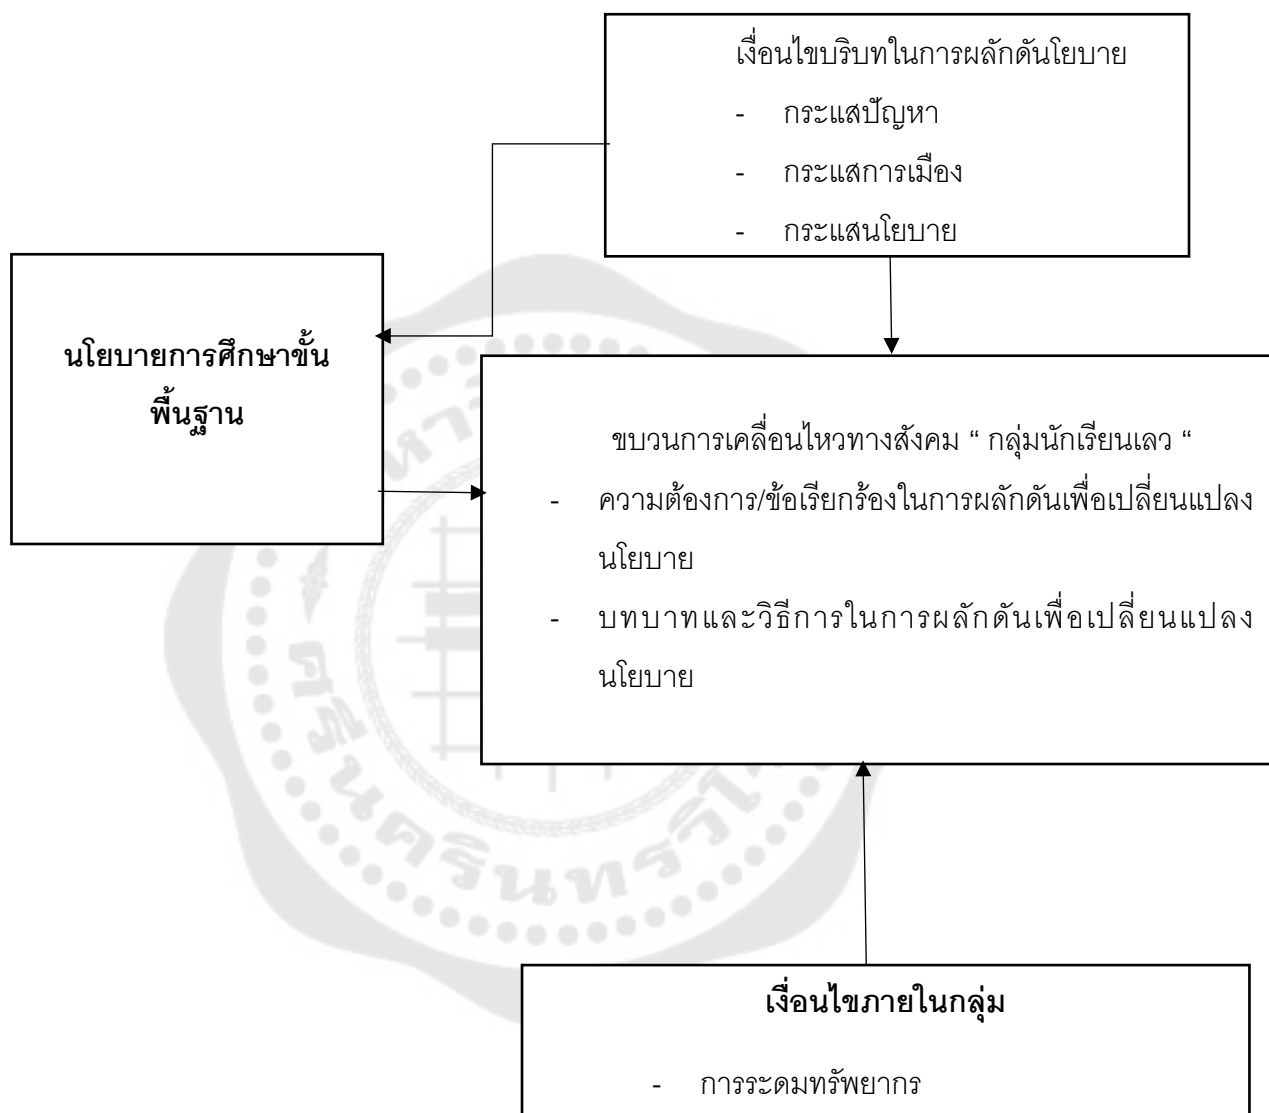 เงื่อนไขบริบทในการผลักดันโยบาย
- กระแสปัญหา
- กระแสการเมือง
- กระแสนโยบาย
นโยบายการศึกษาขั้น
พื้นฐาน
ขบวนการเคลื่อนไหวทางสังคม “ กลุ่มนักเรียนเลว “
- ความต้องการ/ข้อเรียกร้องในการผลักดันเพื่อเปลี่ยนแปลง
นโยบาย
- บทบาทและวิธีการในการผลักดันเพื่อเปลี่ยนแปลง
นโยบาย
เงื่อนไขภายในกลุ่ม
- การระดมทรัพยากร